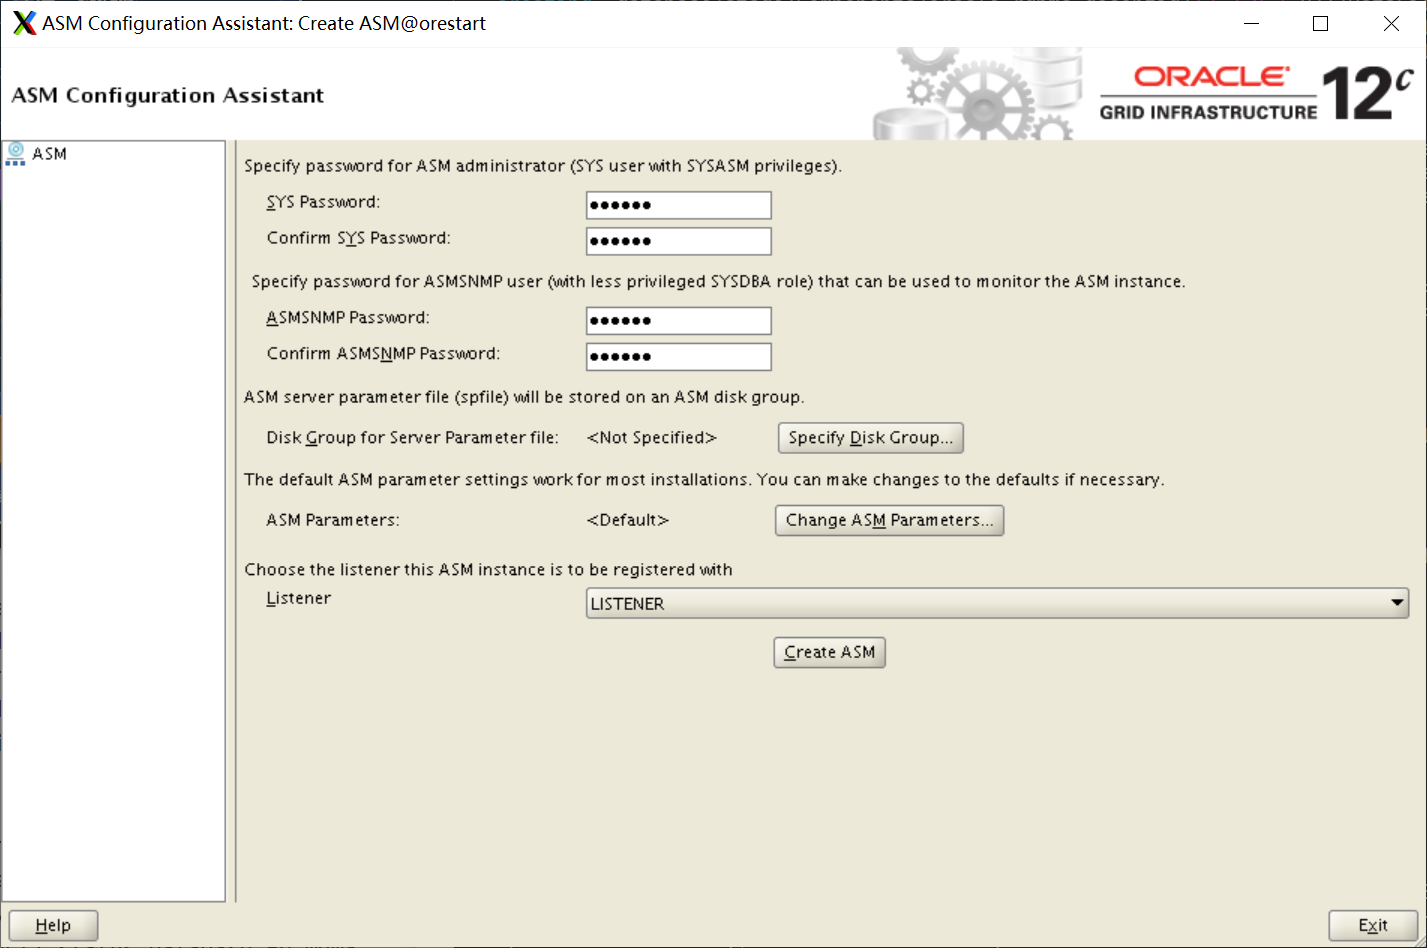 ASM Configuration Assistant: Create ASM@orestart
ASM Configuration Assistant
ORACLE
GRID INFRASTRUCTURE 12c
ASM
Specify password for ASM administrator (SYS user with SYSASM privileges).
SYS Password: ●●●●●●
Confirm SYS Password: ●●●●●●
Specify password for ASMSNMP user (with less privileged SYSDBA role) that can be used to monitor the ASM instance.
ASMSNMP Password: ●●●●●●
Confirm ASMSNMP Password: ●●●●●●
ASM server parameter file (spfile) will be stored on an ASM disk group.
Disk Group for Server Parameter file: <Not Specified> Specify Disk Group...
The default ASM parameter settings work for most installations. You can make changes to the defaults if necessary.
ASM Parameters: <Default> Change ASM Parameters...
Choose the listener this ASM instance is to be registered with
Listener LISTENER
Create ASM
Help Exit